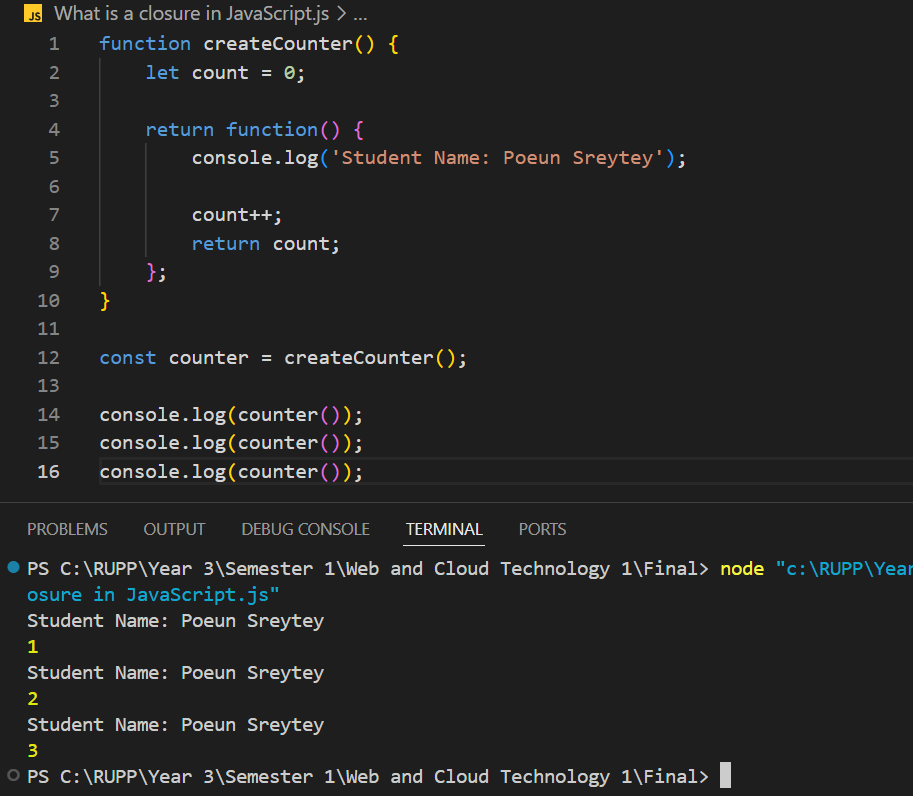 JS What is a closure in JavaScript.js > ...
1 function createCounter() {
2     let count = 0;
3
4     return function() {
5         console.log('Student Name: Poeun Sreytey');
6
7         count++;
8         return count;
9     };
10 }
11
12 const counter = createCounter();
13
14 console.log(counter());
15 console.log(counter());
16 console.log(counter());
PROBLEMS OUTPUT DEBUG CONSOLE TERMINAL PORTS
PS C:\RUPP\Year 3\Semester 1\Web and Cloud Technology 1\Final> node "c:\RUPP\Year
osure in JavaScript.js"
Student Name: Poeun Sreytey
1
Student Name: Poeun Sreytey
2
Student Name: Poeun Sreytey
3
PS C:\RUPP\Year 3\Semester 1\Web and Cloud Technology 1\Final>